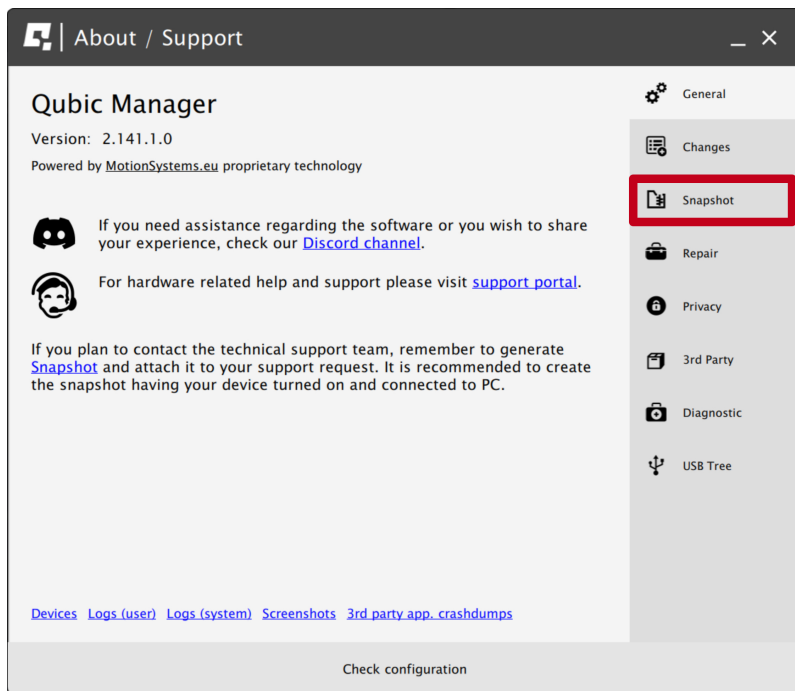 About / Support
Qubic Manager
Version: 2.141.1.0
Powered by MotionSystems.eu proprietary technology
If you need assistance regarding the software or you wish to share
your experience, check our Discord channel.
For hardware related help and support please visit support portal.
If you plan to contact the technical support team, remember to generate
Snapshot and attach it to your support request. It is recommended to create
the snapshot having your device turned on and connected to PC.
Devices Logs (user) Logs (system) Screenshots 3rd party app. crashdumps
General
Changes
Snapshot
Repair
Privacy
3rd Party
Diagnostic
USB Tree
Check configuration